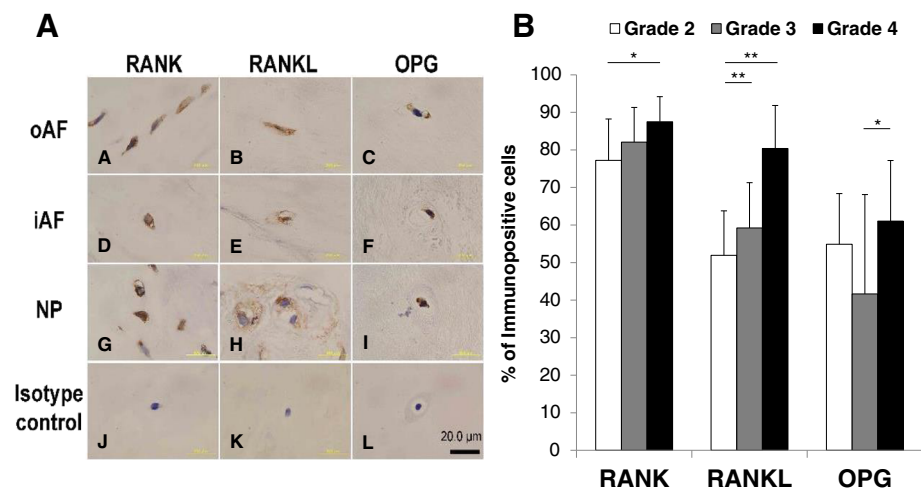 A
RANK RANKL OPG
oAF
A B C
iAF
D E F
NP
G H I
Isotype
control
J K L
20.0 µm
B
Grade 2 Grade 3 Grade 4
* ** ** *
% of Immunopositive cells
100
90
80
70
60
50
40
30
20
10
0
RANK RANKL OPG